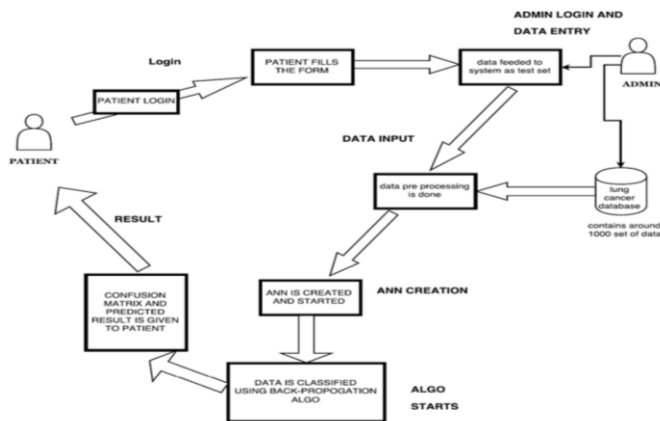 ADMIN LOGIN AND
DATA ENTRY
Login
PATIENT FILLS
THE FORM
data feeded to
system as test set
ADMIN
PATIENT LOGIN
PATIENT
DATA INPUT
data pre processing
is done
lung
cancer
database
contains around
1000 set of data
RESULT
ANN IS CREATED
AND STARTED
ANN CREATION
CONFUSION
MATRIX AND
PREDICTED
RESULT IS GIVEN
TO PATIENT
DATA IS CLASSIFIED
USING BACK-PROPOGATION
ALGO
ALGO
STARTS